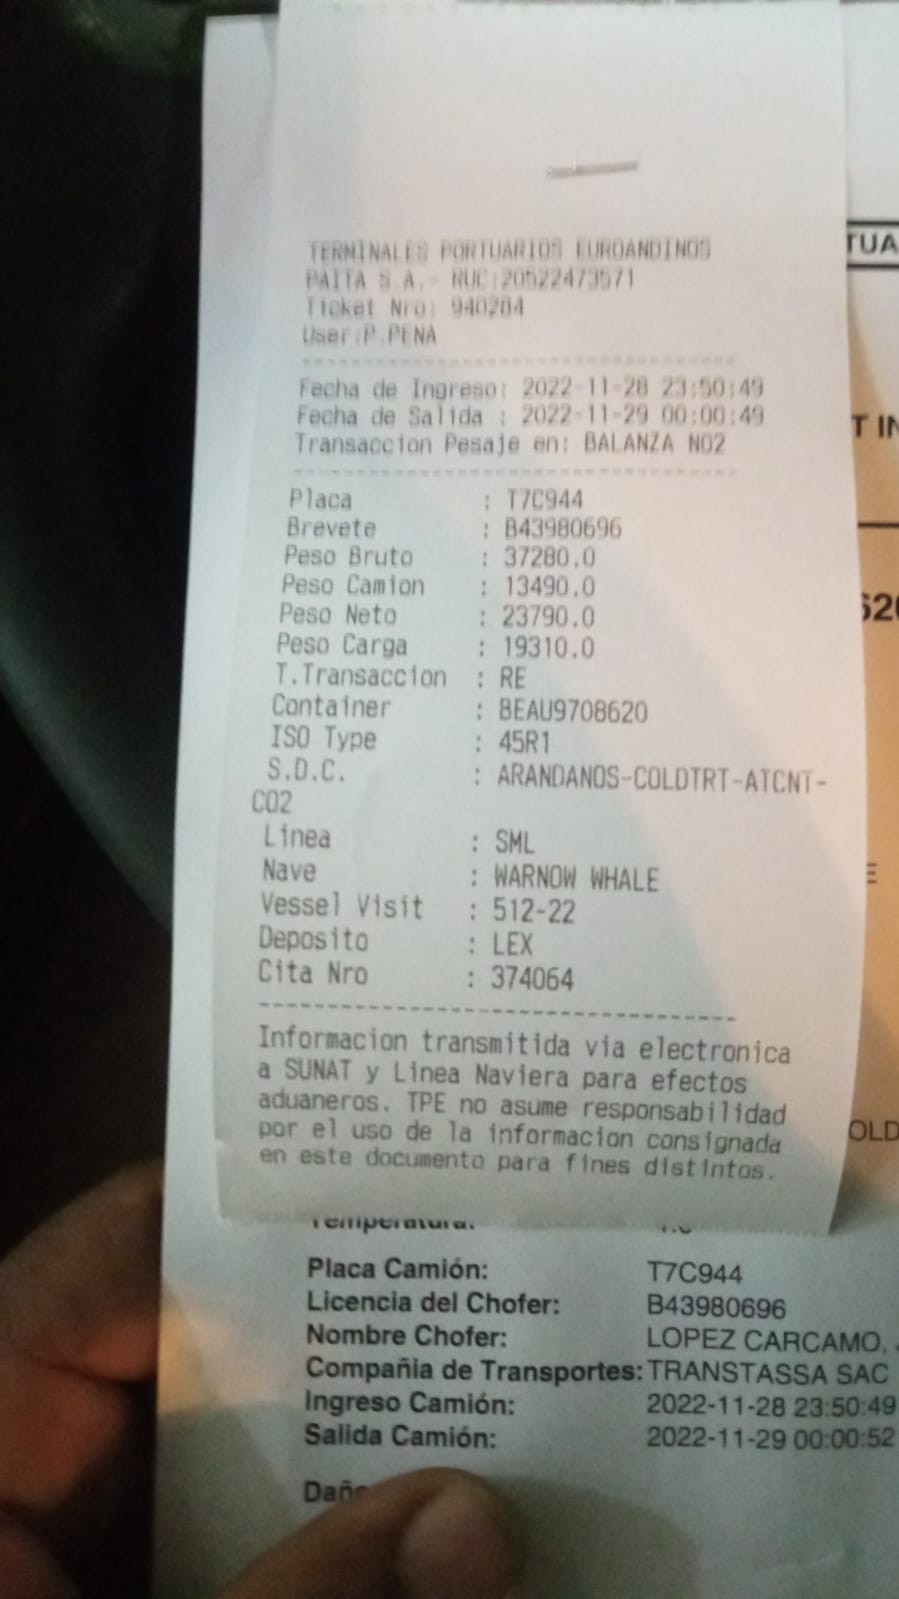 TERMINALES PORTUARIOS EUROANDINOS
PAITA S.A.- RUC:20522473571
Ticket Nro: 940284
User:P.PENA
Fecha de Ingreso: 2022-11-28 23:50:49
Fecha de Salida : 2022-11-29 00:00:49
Transaccion Pesaje en: BALANZA NO2
Placa : T7C944
Brevete : B43980696
Peso Bruto : 37280.0
Peso Camion : 13490.0
Peso Neto : 23790.0
Peso Carga : 19310.0
T.Transaccion : RE
Container : BEAU9708620
ISO Type : 45R1
S.D.C. : ARANDANOS-COLDTRT-ATCNT-
CO2
Linea : SML
Nave : WARNOW WHALE
Vessel Visit : 512-22
Deposito : LEX
Cita Nro : 374064
Informacion transmitida via electronica
a SUNAT y Linea Naviera para efectos
aduaneros. TPE no asume responsabilidad
por el uso de la informacion consignada
en este documento para fines distintos.
Temperatura:
Placa Camión: T7C944
Licencia del Chofer: B43980696
Nombre Chofer: LOPEZ CARCAMO,
Compañia de Transportes: TRANSTASSA SAC
Ingreso Camión: 2022-11-28 23:50:49
Salida Camión: 2022-11-29 00:00:52